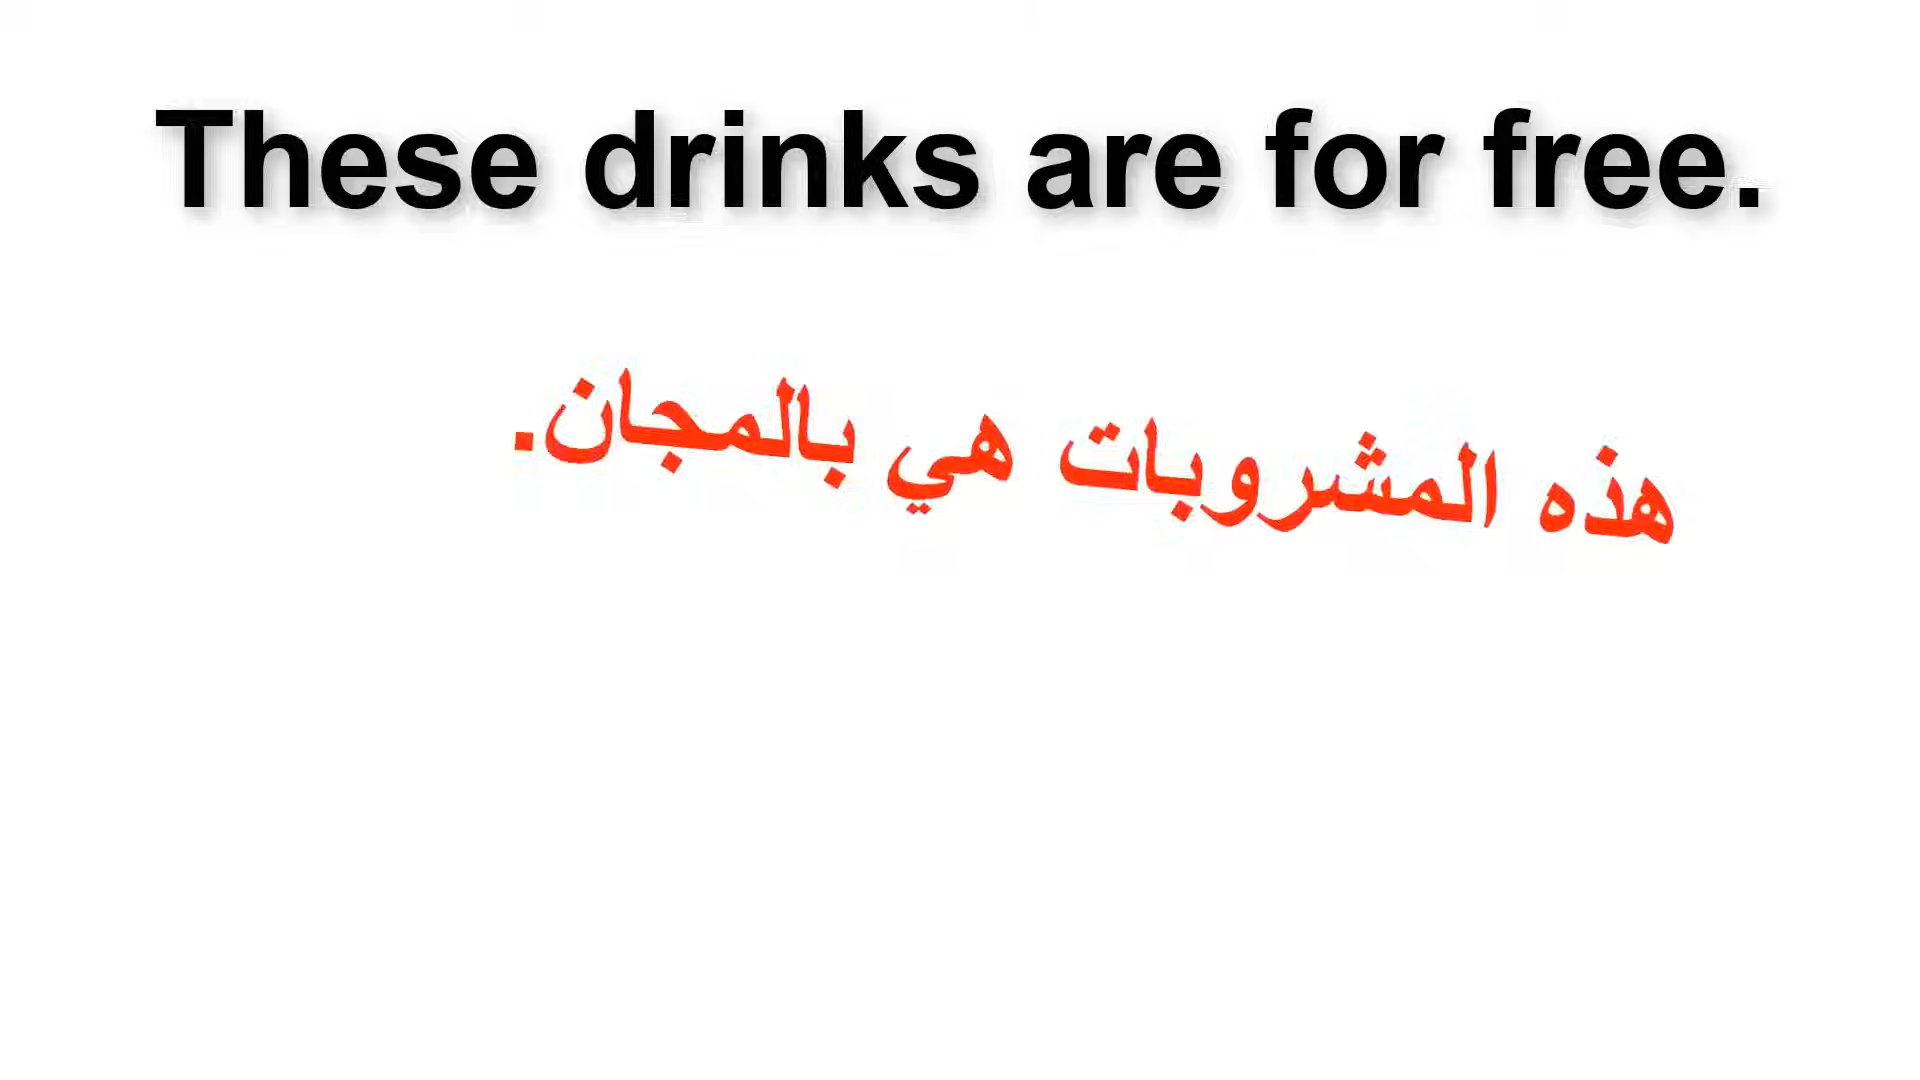 These drinks are for free.
هذه المشروبات هي بالمجان.